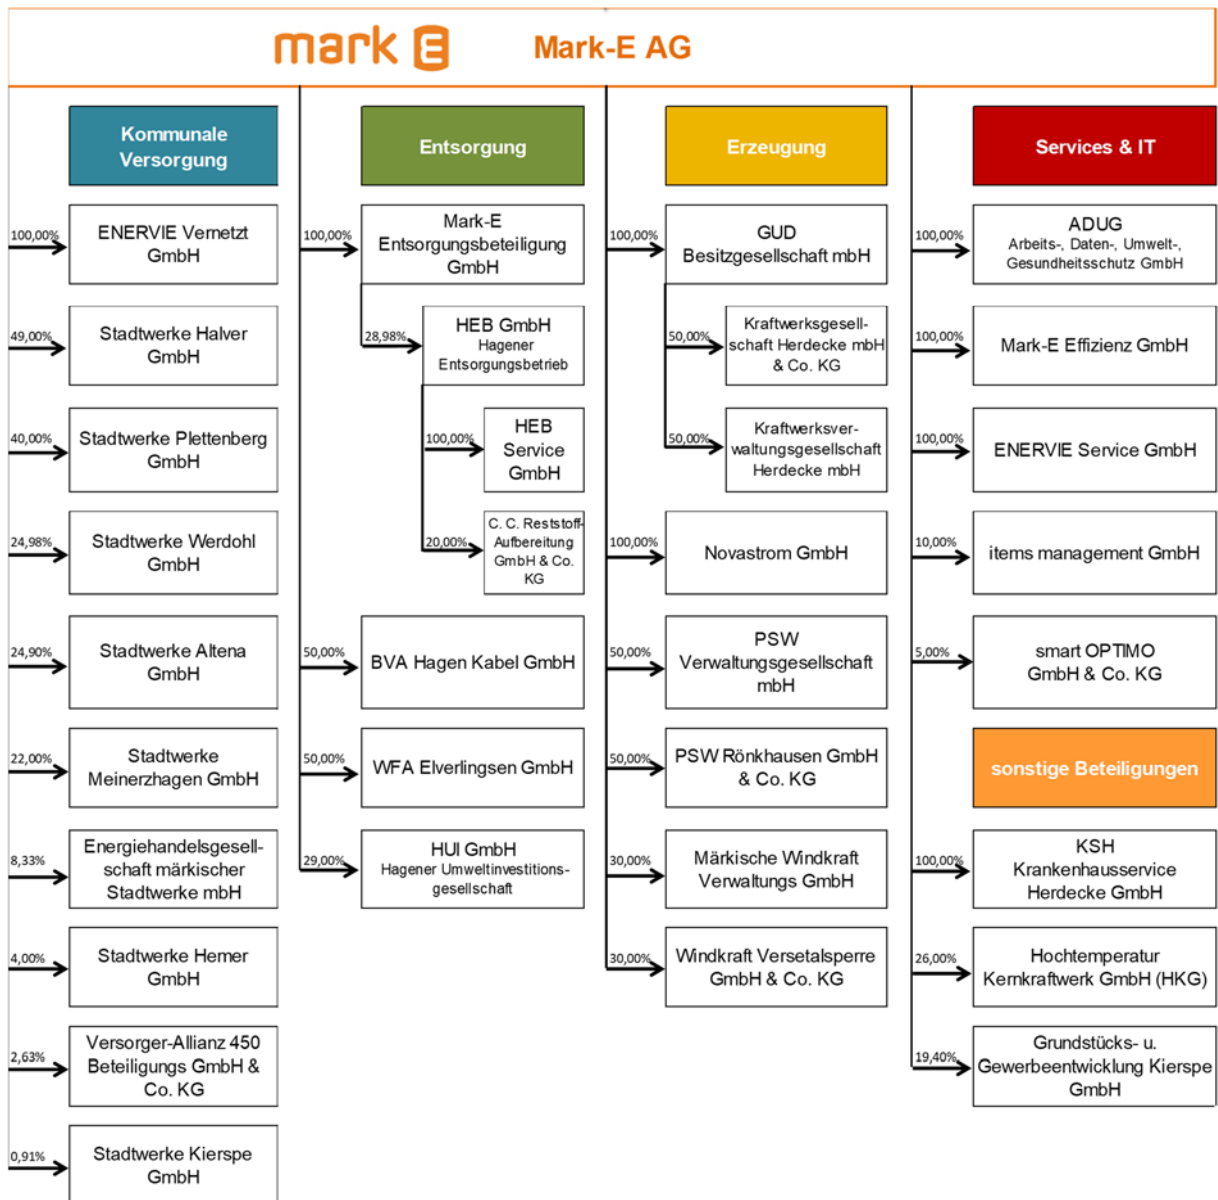 mark E
Mark-E AG
Kommunale
Versorgung
100,00%
ENERVIE Vernetzt
GmbH
49,00%
Stadtwerke Halver
GmbH
40,00%
Stadtwerke Plettenberg
GmbH
24,98%
Stadtwerke Werdohl
GmbH
24,90%
Stadtwerke Altena
GmbH
22,00%
Stadtwerke
Meinerzhagen GmbH
8,33%
Energiehandelsgesell-
schaft märkischer
Stadtwerke mbH
4,00%
Stadtwerke Hemer
GmbH
2,63%
Versorger-Allianz 450
Beteiligungs GmbH &
Co. KG
0,91%
Stadtwerke Kierspe
GmbH
Entsorgung
100,00%
Mark-E
Entsorgungsbeteiligung
GmbH
28,98%
HEB GmbH
Hagener
Entsorgungsbetrieb
100,00%
HEB
Service
GmbH
20,00%
C. C. Reststoff-
Aufbereitung
GmbH & Co.
KG
50,00%
BVA Hagen Kabel GmbH
50,00%
WFA Elverlingsen GmbH
29,00%
HUI GmbH
Hagener Umweltinvestitions-
gesellschaft
Erzeugung
100,00%
GUD
Besitzgesellschaft mbH
50,00%
Kraftwerksgesell-
schaft Herdecke mbH
& Co. KG
50,00%
Kraftwerksver-
waltungsgesellschaft
Herdecke mbH
100,00%
Novastrom GmbH
50,00%
PSW
Verwaltungsgesellschaft
mbH
50,00%
PSW Rönkhausen GmbH
& Co. KG
30,00%
Märkische Windkraft
Verwaltungs GmbH
30,00%
Windkraft Versetalsperre
GmbH & Co. KG
Services & IT
100,00%
ADUG
Arbeits-, Daten-, Umwelt-,
Gesundheitsschutz GmbH
100,00%
Mark-E Effizienz GmbH
100,00%
ENERVIE Service GmbH
10,00%
items management GmbH
5,00%
smart OPTIMO
GmbH & Co. KG
sonstige Beteiligungen
100,00%
KSH
Krankenhausservice
Herdecke GmbH
26,00%
Hochtemperatur
Kernkraftwerk GmbH (HKG)
19,40%
Grundstücks- u.
Gewerbeentwicklung Kierspe
GmbH